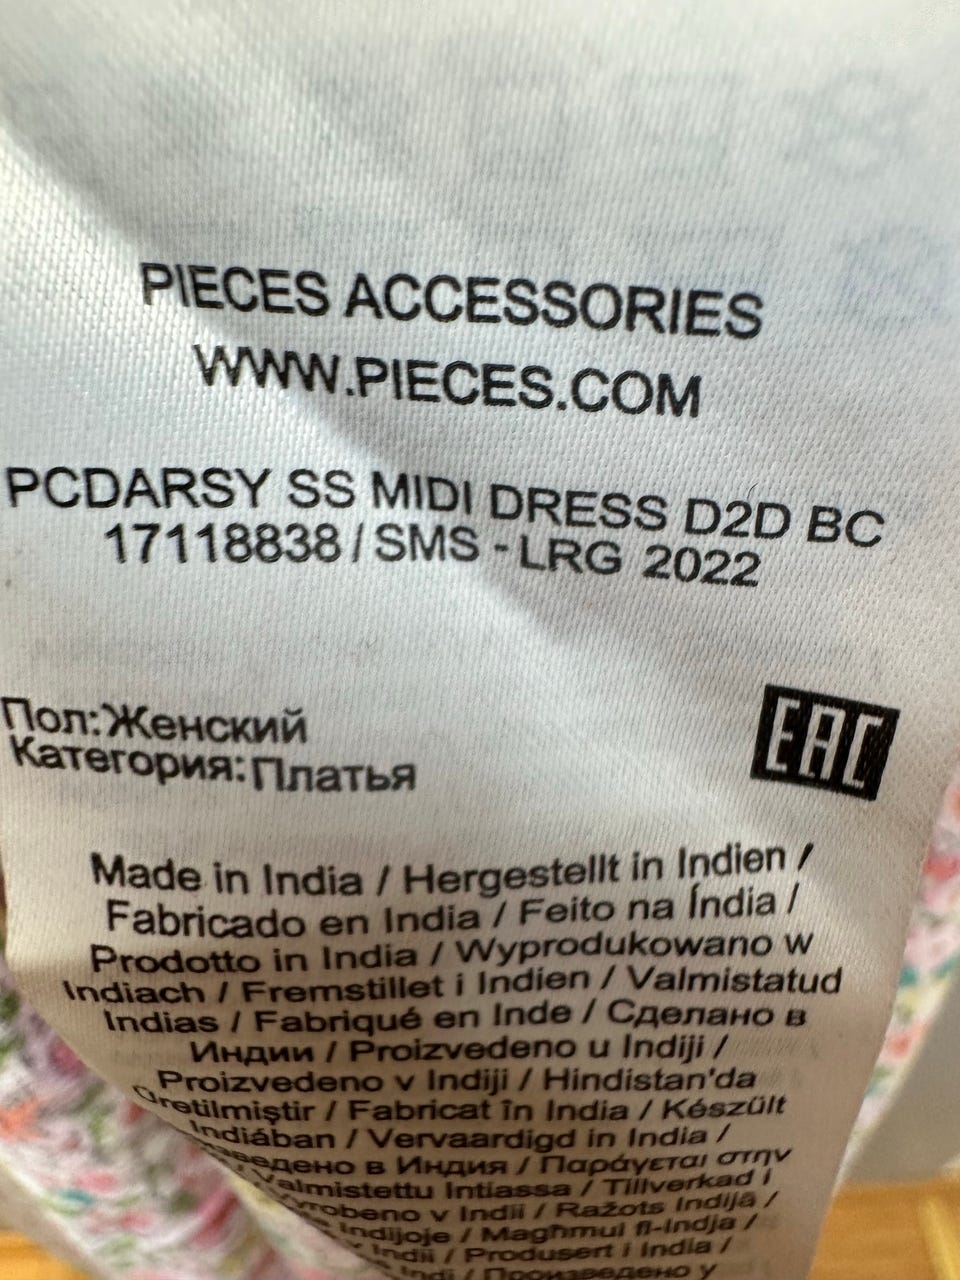 PIECES ACCESSORIES
WWW.PIECES.COM
PCDARSY SS MIDI DRESS D2D BC
17118838 / SMS - LRG 2022
Пол:Женский
Категория:Платья
EAC
Made in India / Hergestellt in Indien /
Fabricado en India / Feito na Índia /
Prodotto in India / Wyprodukowano w
Indiach / Fremstillet i Indien / Valmistatud
Indias / Fabriqué en Inde / Сделано в
Индии / Proizvedeno u Indiji /
Proizvedeno v Indiji / Hindistan'da
Üretilmiştir / Fabricat în India / Készült
Indiában / Vervaardigd in India /
в Индия / Παράγεται στην
Valmistettu Intiassa / Tillverkad i
v Indii / Ražots Indijā /
Indijoje / Magħmul fl-Indja /
Indii / Produsert i India /
Произведено у